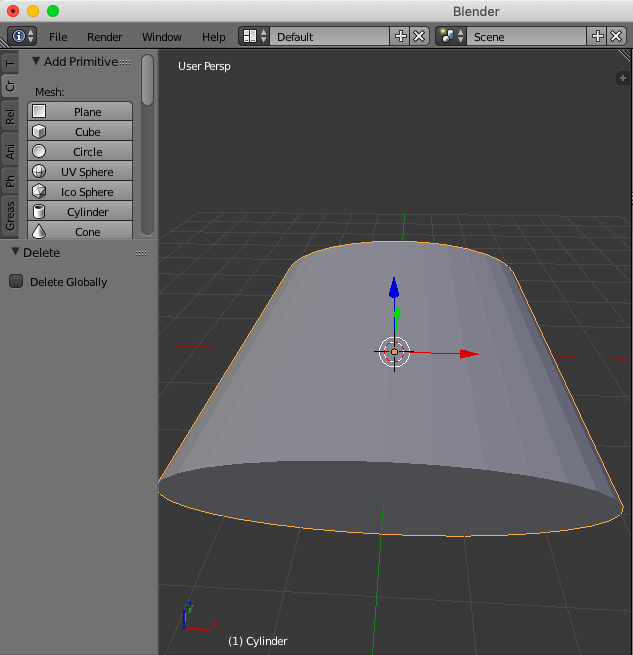 Blender
File Render Window Help Default Scene
T
Cr
Rel
Ani
Ph
Greas
Add Primitive
Mesh:
Plane
Cube
Circle
UV Sphere
Ico Sphere
Cylinder
Cone
Delete
Delete Globally
User Persp
y
x
(1) Cylinder